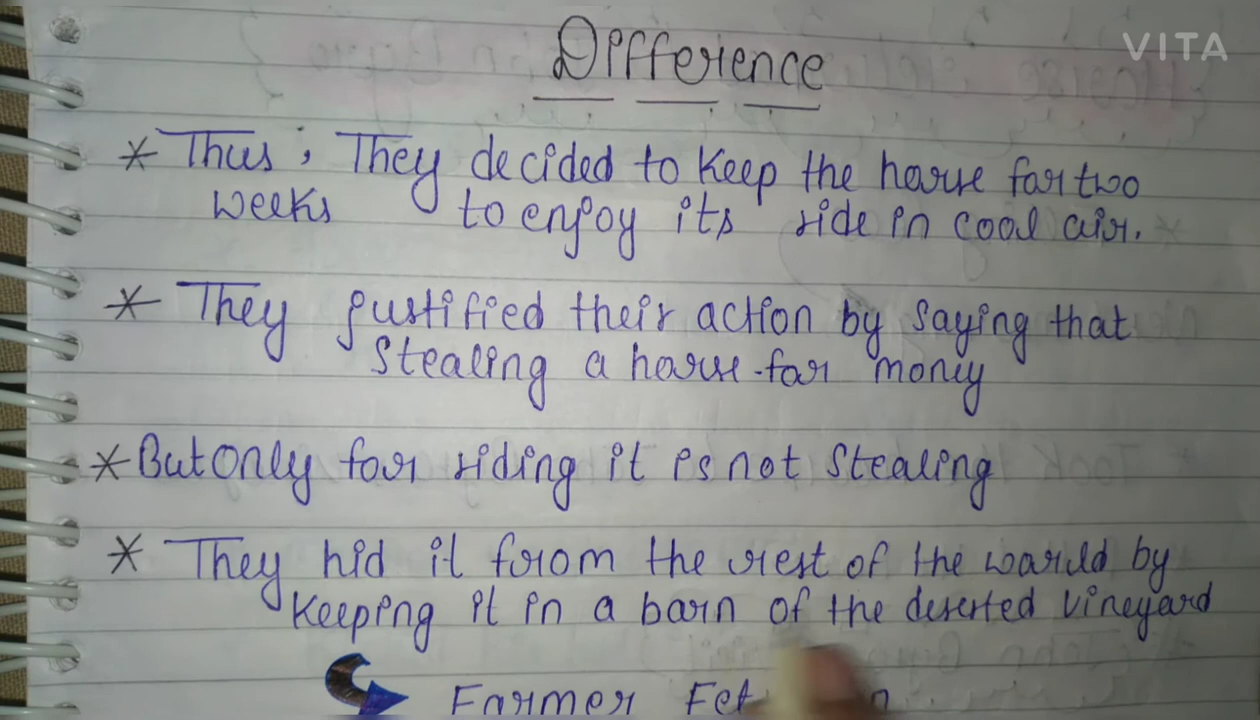 Difference
VITA
* Thus, They decided to keep the horse for two
weeks to enjoy its ride in cool air.
* They justified their action by saying that
stealing a horse for money
* But only for riding it is not stealing
* They hid it from the rest of the warld by
keeping it in a barn of the deserted vineyard
Farmer